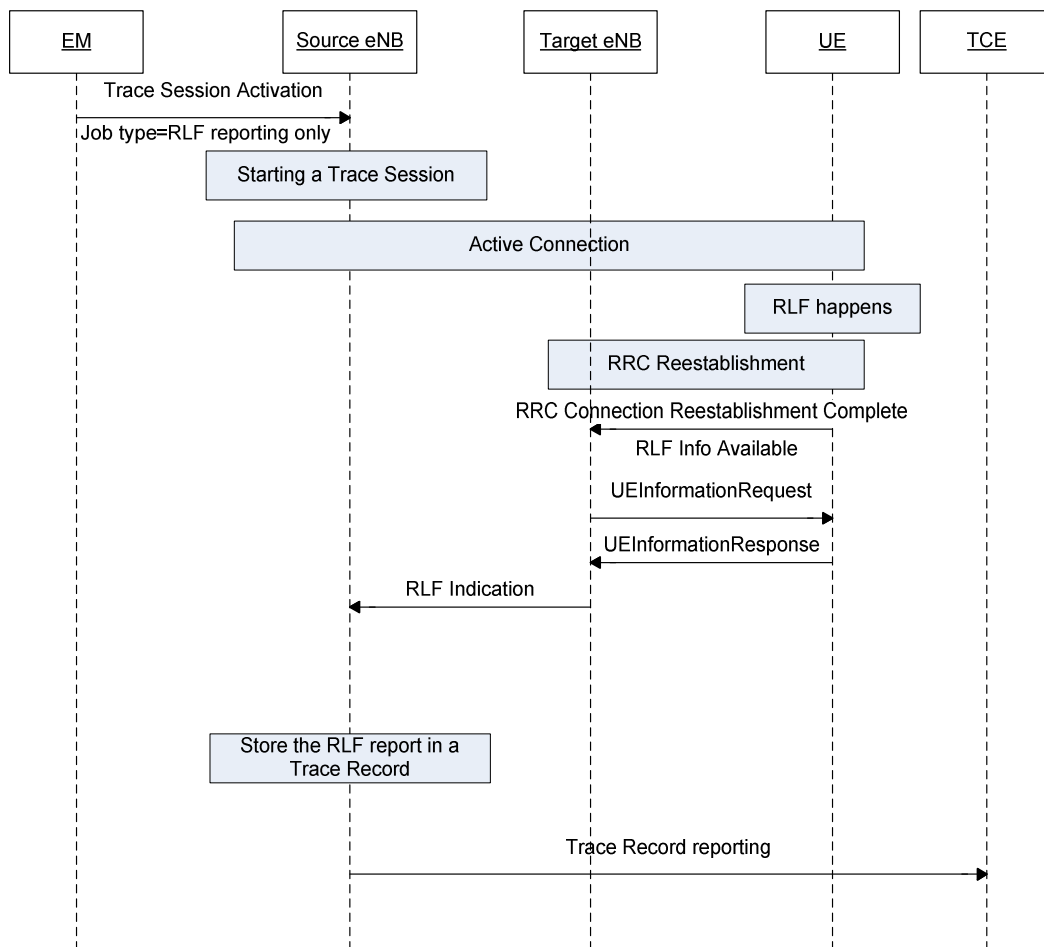 EM
Source eNB
Target eNB
UE
TCE
Trace Session Activation
Job type=RLF reporting only
Starting a Trace Session
Active Connection
RLF happens
RRC Reestablishment
RRC Connection Reestablishment Complete
RLF Info Available
UEInformationRequest
UEInformationResponse
RLF Indication
Store the RLF report in a
Trace Record
Trace Record reporting